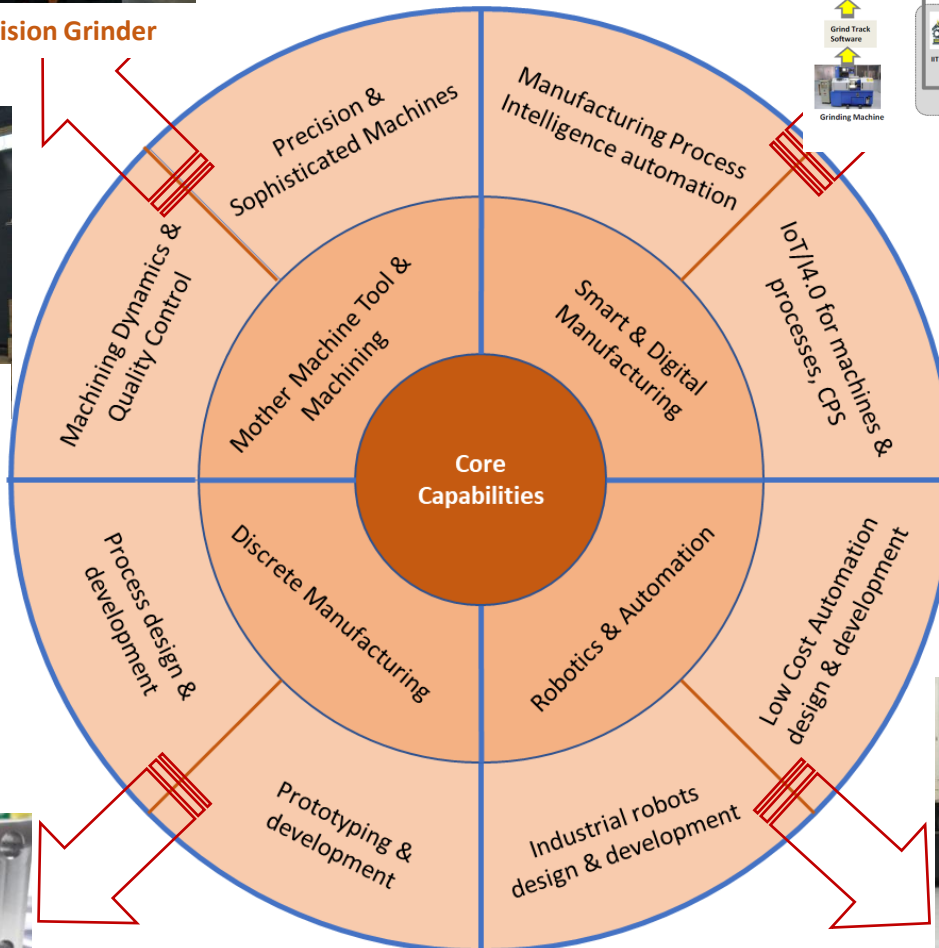 ision Grinder
Grind Track
Software
Grinding Machine
Precision &
Sophisticated Machines
Manufacturing Process
Intelligence automation
Machining Dynamics &
Quality Control
Mother Machine Tool &
Machining
Smart & Digital
Manufacturing
IoT/I4.0 for machines &
processes, CPS
Core
Capabilities
Process design &
development
Discrete Manufacturing
Robotics & Automation
Low Cost Automation
design & development
Prototyping &
development
Industrial robots
design & development